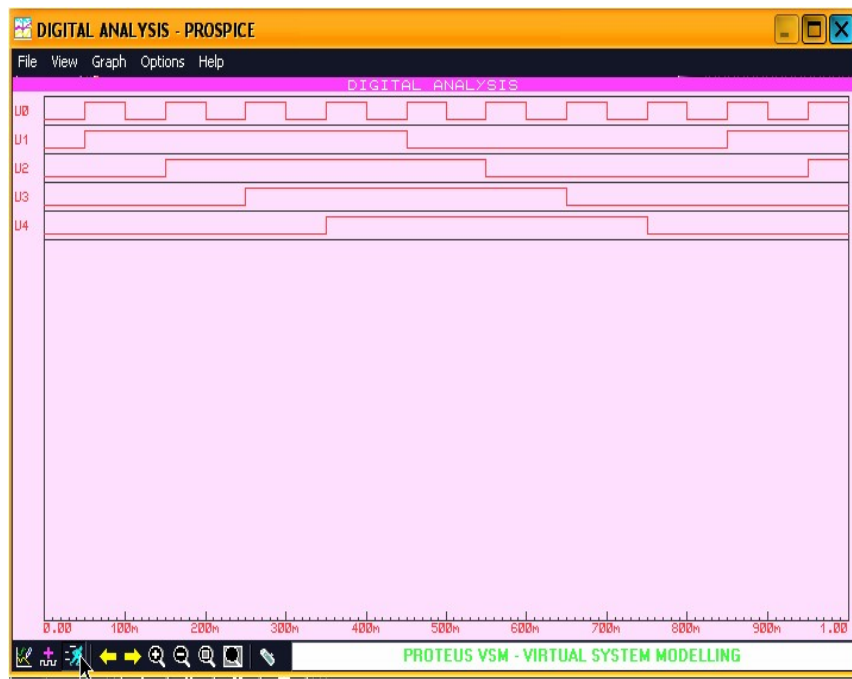 DIGITAL ANALYSIS - PROSPICE
File View Graph Options Help
DIGITAL ANALYSIS
U0
U1
U2
U3
U4
0.00 100m 200m 300m 400m 500m 600m 700m 800m 900m 1.00
PROTEUS VSM - VIRTUAL SYSTEM MODELLING